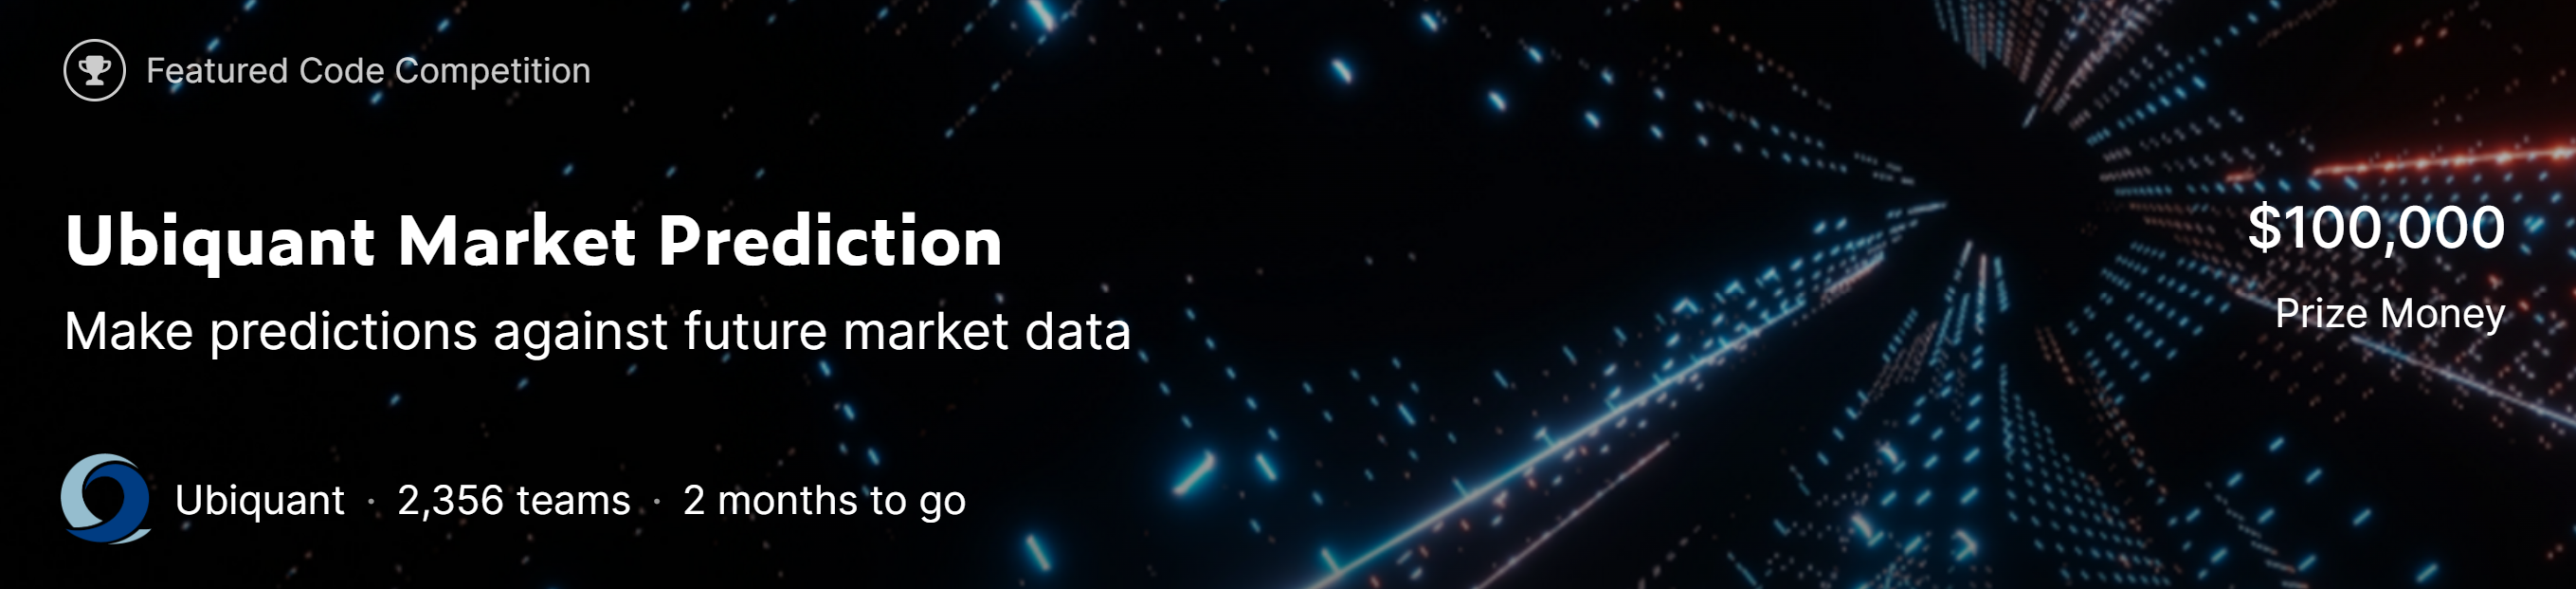 Featured Code Competition
Ubiquant Market Prediction
$100,000
Make predictions against future market data
Prize Money
Ubiquant · 2,356 teams · 2 months to go